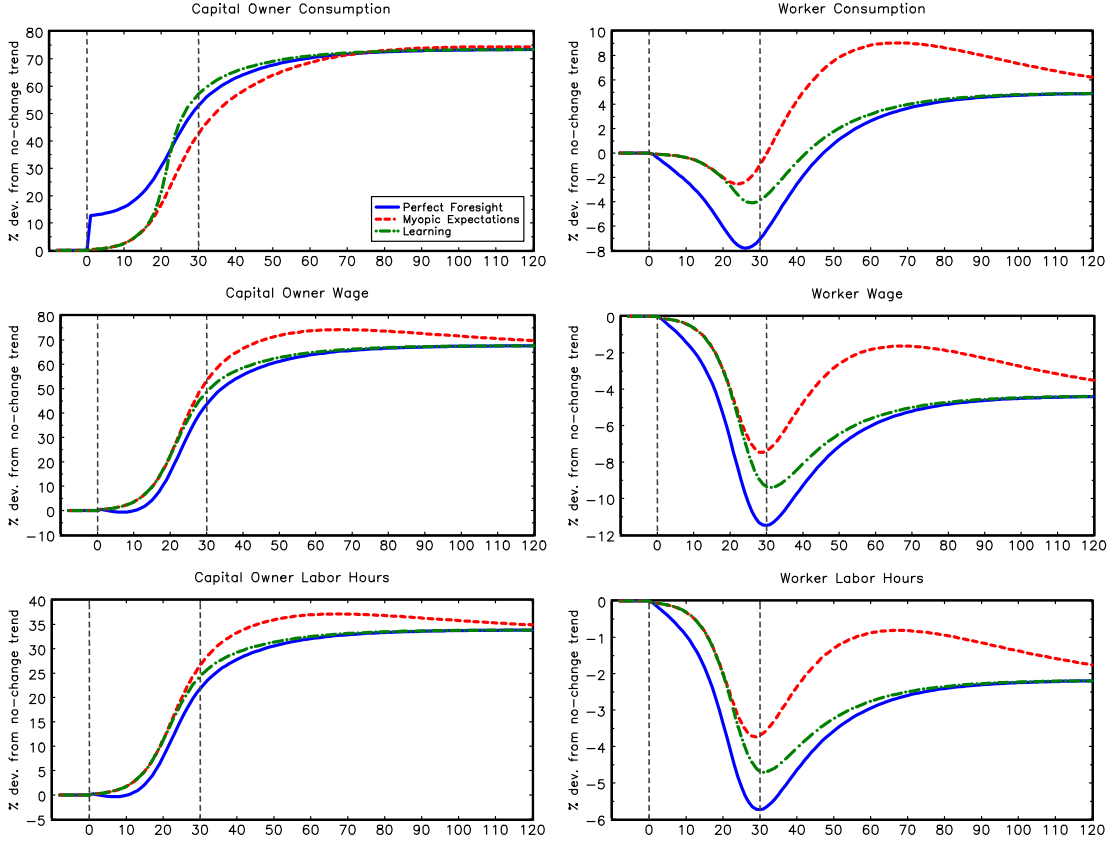 Capital Owner Consumption
% dev. from no-change trend
80
70
60
50
40
30
20
10
0
0 10 20 30 40 50 60 70 80 90 100 110 120
Perfect Foresight
Myopic Expectations
Learning
Worker Consumption
% dev. from no-change trend
10
8
6
4
2
0
−2
−4
−6
−8
0 10 20 30 40 50 60 70 80 90 100 110 120
Capital Owner Wage
% dev. from no-change trend
80
70
60
50
40
30
20
10
0
−10
0 10 20 30 40 50 60 70 80 90 100 110 120
Worker Wage
% dev. from no-change trend
0
−2
−4
−6
−8
−10
−12
0 10 20 30 40 50 60 70 80 90 100 110 120
Capital Owner Labor Hours
% dev. from no-change trend
40
35
30
25
20
15
10
5
0
−5
0 10 20 30 40 50 60 70 80 90 100 110 120
Worker Labor Hours
% dev. from no-change trend
0
−1
−2
−3
−4
−5
−6
0 10 20 30 40 50 60 70 80 90 100 110 120